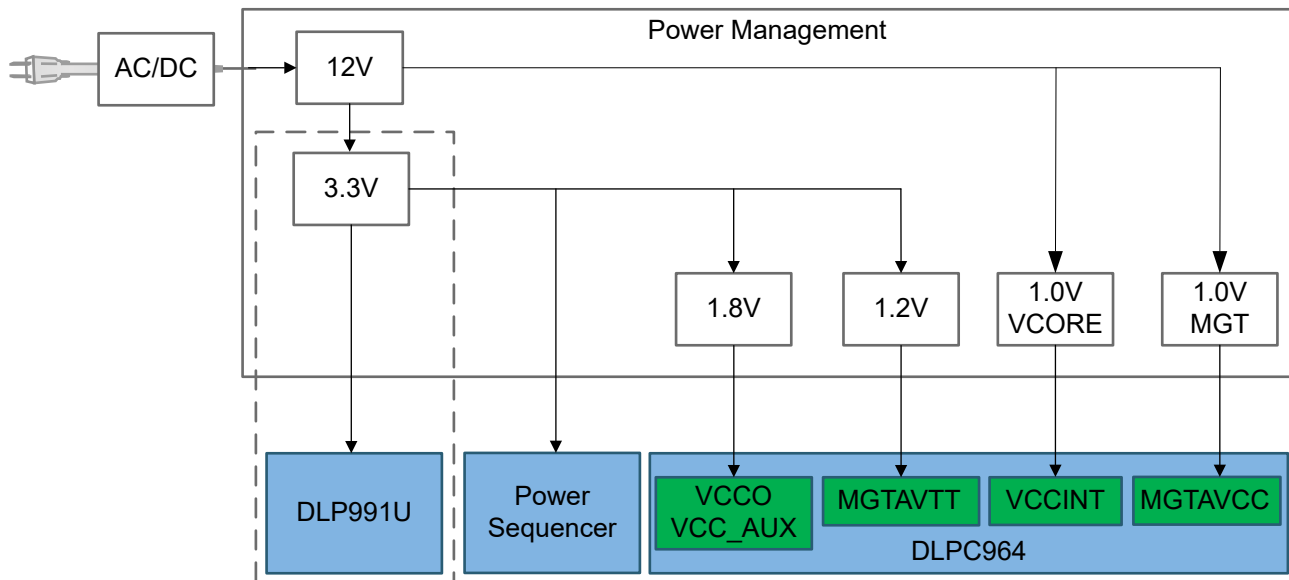 Power Management
AC/DC
12V
3.3V
1.8V
1.2V
1.0V
VCORE
1.0V
MGT
DLP991U
Power
Sequencer
VCCO
VCC_AUX
MGTAVTT
VCCINT
MGTAVCC
DLPC964